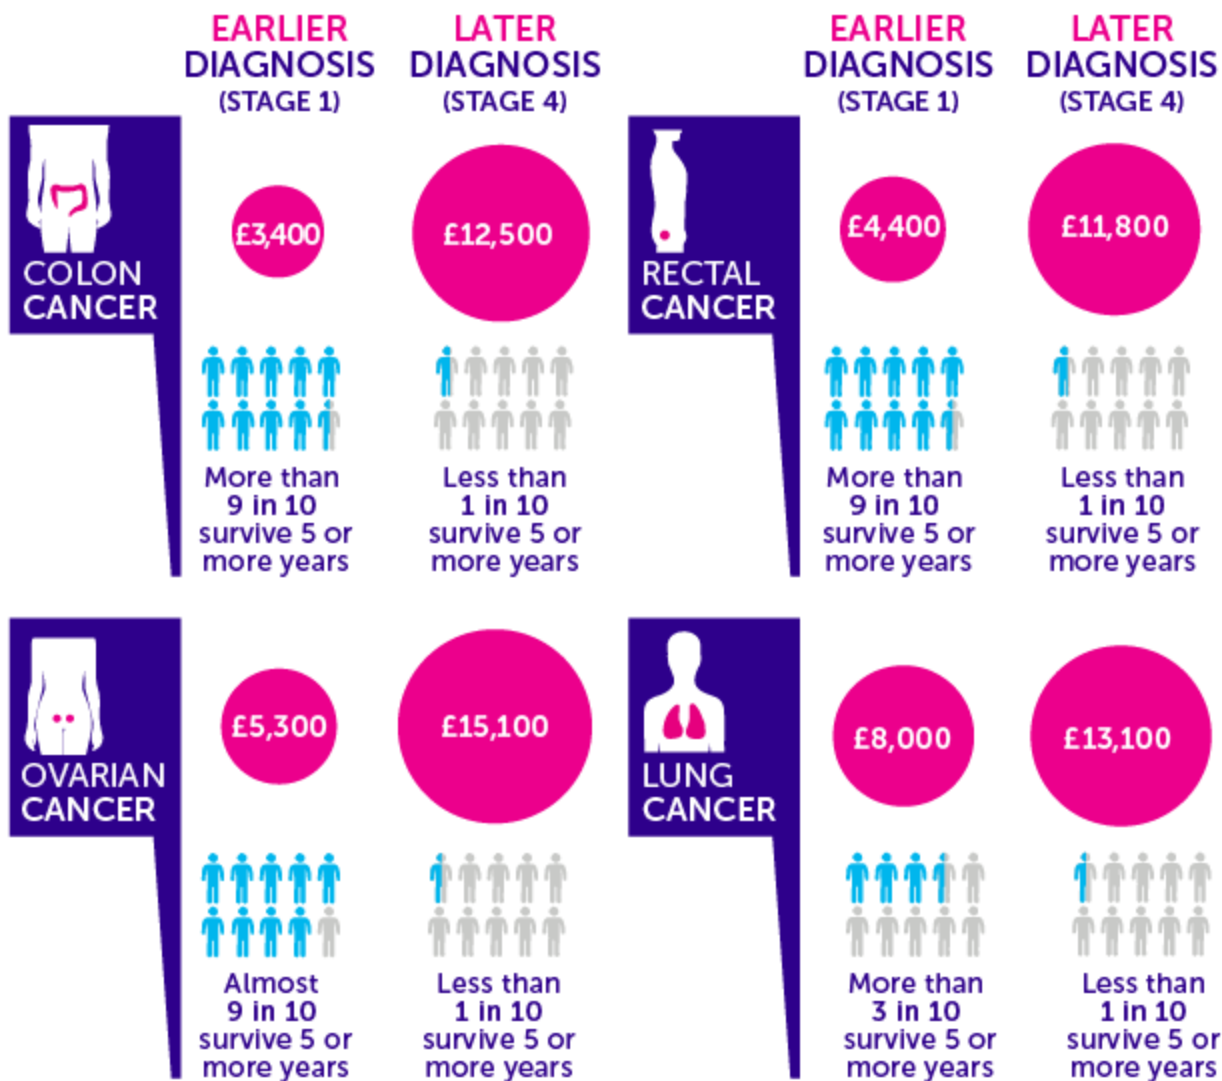 EARLIER
DIAGNOSIS
(STAGE 1)
LATER
DIAGNOSIS
(STAGE 4)
EARLIER
DIAGNOSIS
(STAGE 1)
LATER
DIAGNOSIS
(STAGE 4)
COLON
CANCER
£3,400
£12,500
More than
9 in 10
survive 5 or
more years
Less than
1 in 10
survive 5 or
more years
RECTAL
CANCER
£4,400
£11,800
More than
9 in 10
survive 5 or
more years
Less than
1 in 10
survive 5 or
more years
OVARIAN
CANCER
£5,300
£15,100
Almost
9 in 10
survive 5 or
more years
Less than
1 in 10
survive 5 or
more years
LUNG
CANCER
£8,000
£13,100
More than
3 in 10
survive 5 or
more years
Less than
1 in 10
survive 5 or
more years